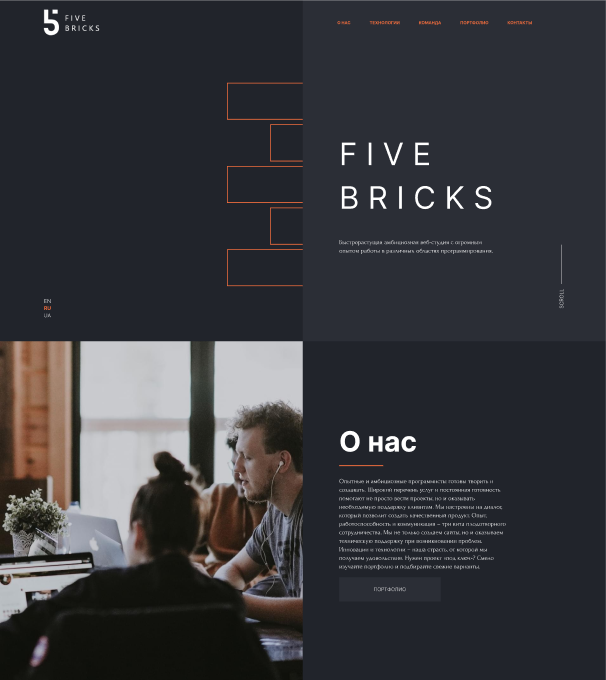 FIVE
BRICKS
О НАС
ТЕХНОЛОГИИ
КОМАНДА
ПОРТФОЛИО
КОНТАКТЫ
FIVE
BRICKS
Быстрорастущая амбициозная веб-студия с огромным
опытом работы в различных областях программирования.
EN
RU
UA
SCROLL
О нас
Опытные и амбициозные программисты готовы творить и
создавать. Широкий перечень услуг и постоянная готовность
помогают не просто вести проекты, но и оказывать
необходимую поддержку клиентам. Мы настроены на диалог,
который позволит создать качественный продукт. Опыт,
работоспособность и коммуникация – три кита плодотворного
сотрудничества. Мы не только создаем сайты, но и оказываем
техническую поддержку при возникновении проблем.
Инновации и технологии – наша страсть, от которой мы
получаем удовольствия. Нужен проект «под ключ»? Смело
изучайте портфолио и подбирайте свежие варианты.
ПОРТФОЛИО